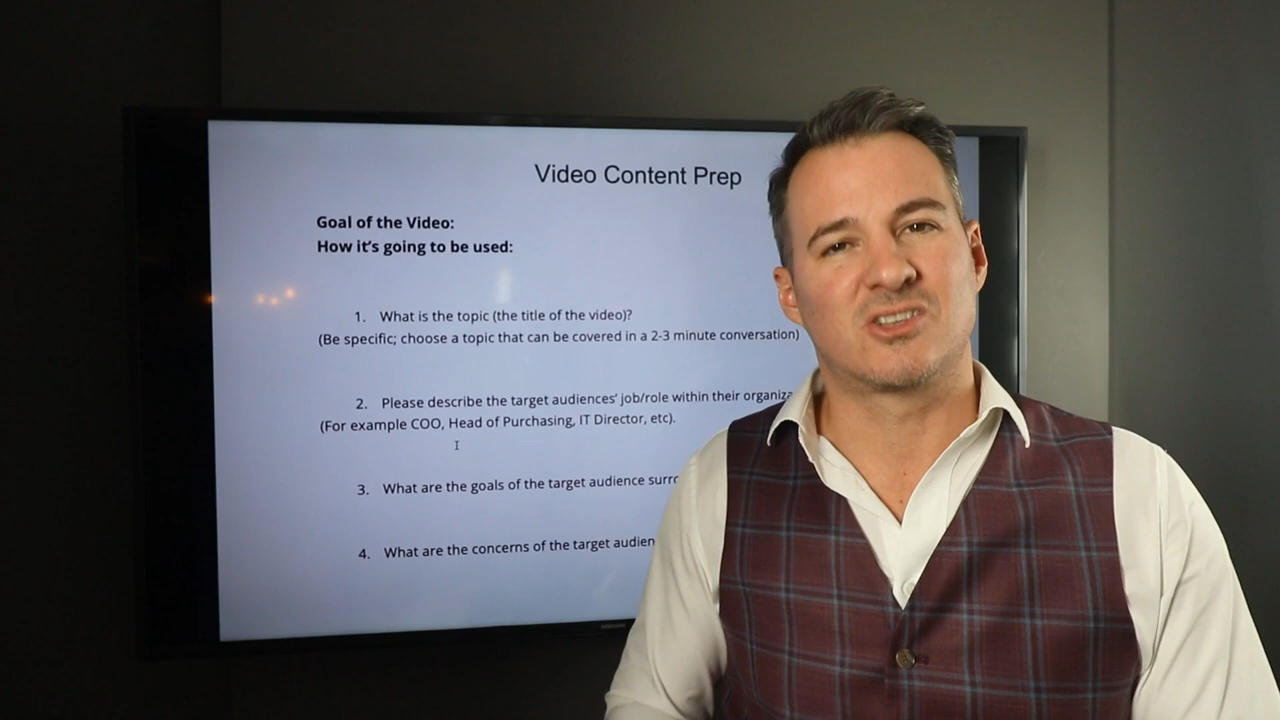 Video Content Prep
Goal of the Video:
How it's going to be used:
1. What is the topic (the title of the video)?
(Be specific; choose a topic that can be covered in a 2-3 minute conversation)
2. Please describe the target audiences' job/role within their
(For example COO, Head of Purchasing, IT Director, etc).
3. What are the goals of the target audience
4. What are the concerns of the target
SAMSUNG